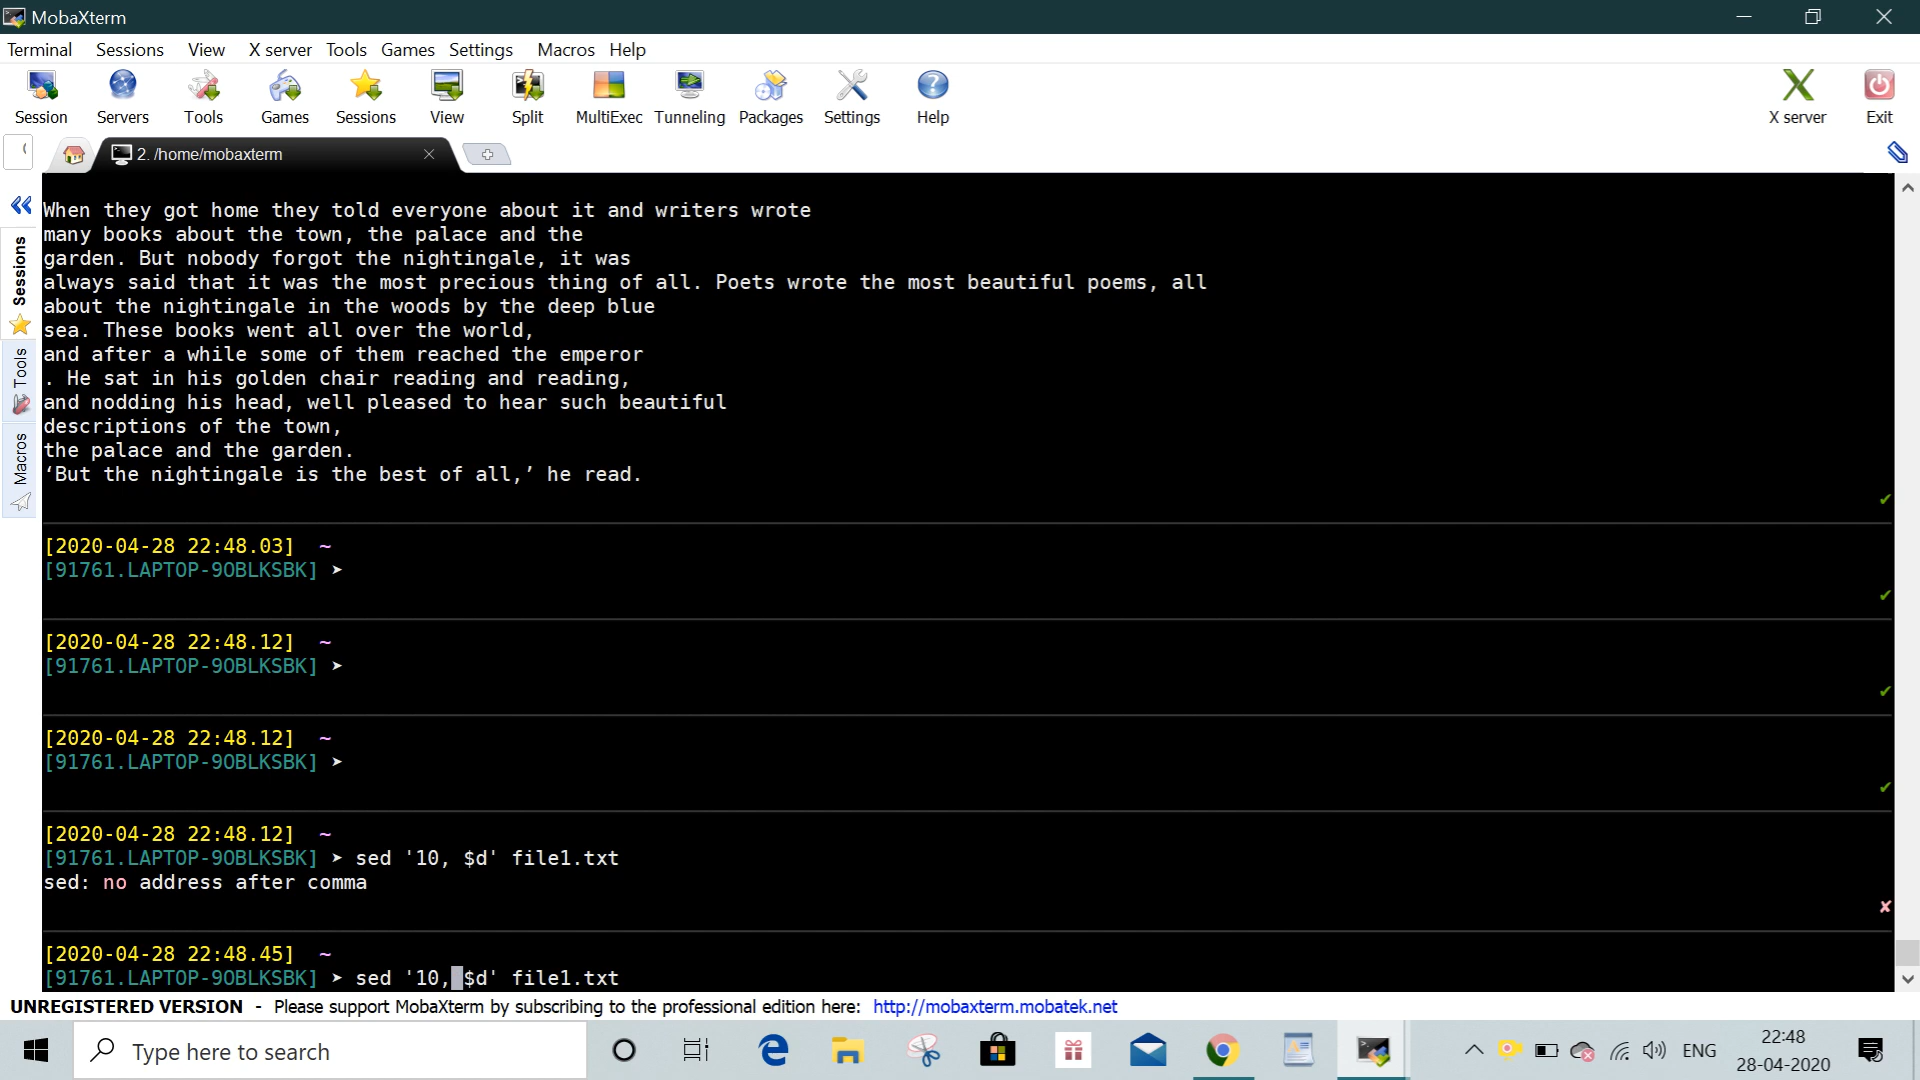 MobaXterm
Terminal Sessions View X server Tools Games Settings Macros Help
Session Servers Tools Games Sessions View Split MultiExec Tunneling Packages Settings Help X server Exit
2. /home/mobaxterm
Sessions
Tools
Macros
When they got home they told everyone about it and writers wrote
many books about the town, the palace and the
garden. But nobody forgot the nightingale, it was
always said that it was the most precious thing of all. Poets wrote the most beautiful poems, all
about the nightingale in the woods by the deep blue
sea. These books went all over the world,
and after a while some of them reached the emperor
. He sat in his golden chair reading and reading,
and nodding his head, well pleased to hear such beautiful
descriptions of the town,
the palace and the garden.
‘But the nightingale is the best of all,’ he read.
[2020-04-28 22:48.03] ~
[91761.LAPTOP-9OBLKSBK] ➤
[2020-04-28 22:48.12] ~
[91761.LAPTOP-9OBLKSBK] ➤
[2020-04-28 22:48.12] ~
[91761.LAPTOP-9OBLKSBK] ➤
[2020-04-28 22:48.12] ~
[91761.LAPTOP-9OBLKSBK] ➤ sed '10, $d' file1.txt
sed: no address after comma
[2020-04-28 22:48.45] ~
[91761.LAPTOP-9OBLKSBK] ➤ sed '10, $d' file1.txt
UNREGISTERED VERSION - Please support MobaXterm by subscribing to the professional edition here: http://mobaxterm.mobatek.net
Type here to search
ENG
22:48
28-04-2020